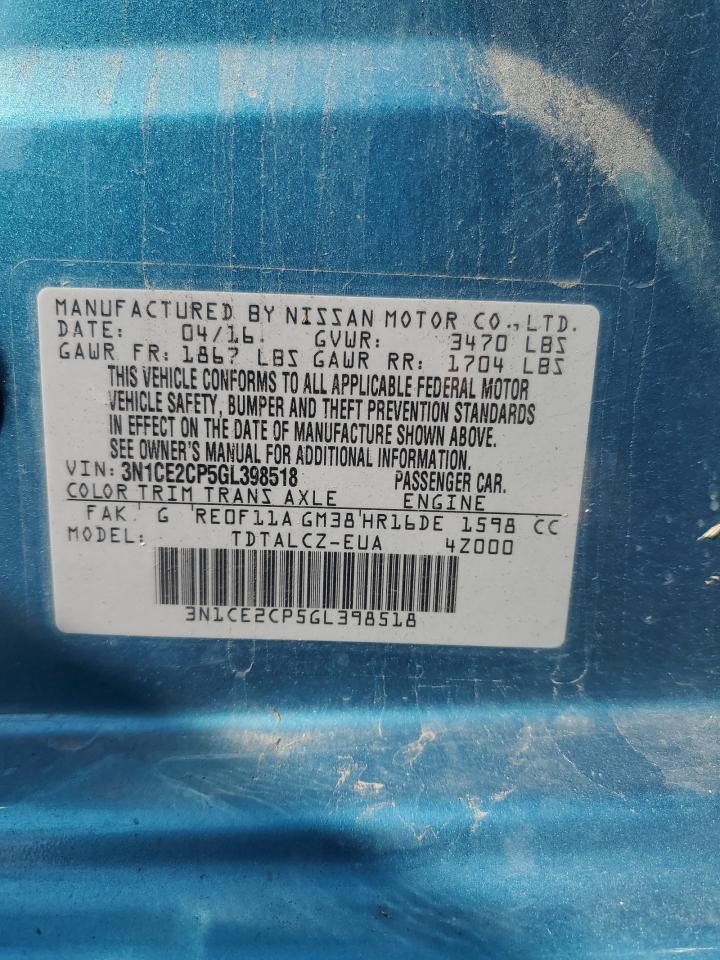 MANUFACTURED BY NISSAN MOTOR CO., LTD.
DATE: 04/16. GVWR: 3470 LBS
GAWR FR: 1867 LBS GAWR RR: 1704 LBS
THIS VEHICLE CONFORMS TO ALL APPLICABLE FEDERAL MOTOR
VEHICLE SAFETY, BUMPER AND THEFT PREVENTION STANDARDS
IN EFFECT ON THE DATE OF MANUFACTURE SHOWN ABOVE.
SEE OWNER'S MANUAL FOR ADDITIONAL INFORMATION.
VIN: 3N1CE2CP5GL398518 PASSENGER CAR.
COLOR TRIM TRANS AXLE ENGINE
FAK G RE0F11A GM38 HR16DE 1598 CC
MODEL: TDTALCZ-EUA 4Z000
3N1CE2CP5GL398518